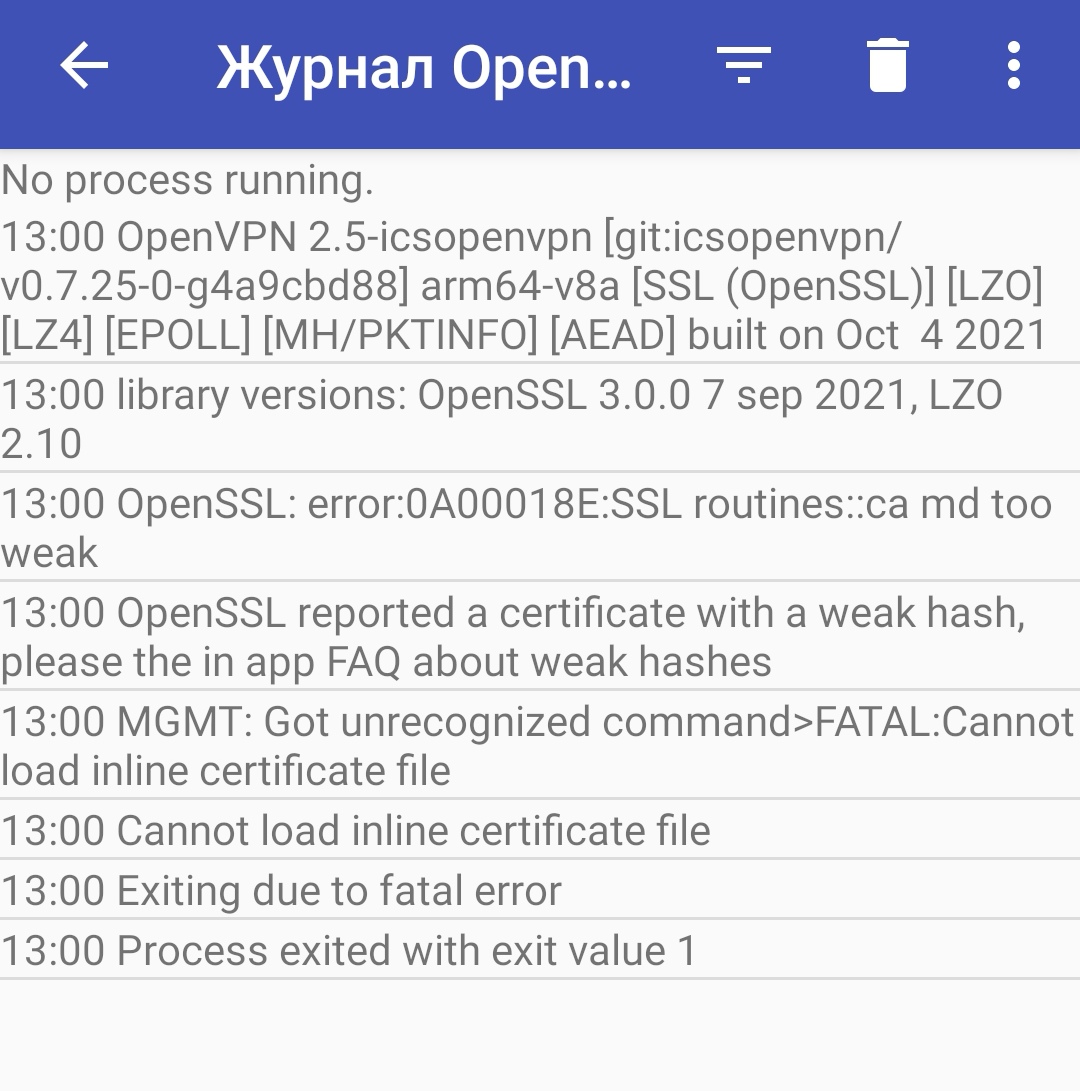 Журнал Open...
No process running.
13:00 OpenVPN 2.5-icsopenvpn [git:icsopenvpn/
v0.7.25-0-g4a9cbd88] arm64-v8a [SSL (OpenSSL)] [LZO]
[LZ4] [EPOLL] [MH/PKTINFO] [AEAD] built on Oct  4 2021
13:00 library versions: OpenSSL 3.0.0 7 sep 2021, LZO
2.10
13:00 OpenSSL: error:0A00018E:SSL routines::ca md too
weak
13:00 OpenSSL reported a certificate with a weak hash,
please the in app FAQ about weak hashes
13:00 MGMT: Got unrecognized command>FATAL:Cannot
load inline certificate file
13:00 Cannot load inline certificate file
13:00 Exiting due to fatal error
13:00 Process exited with exit value 1